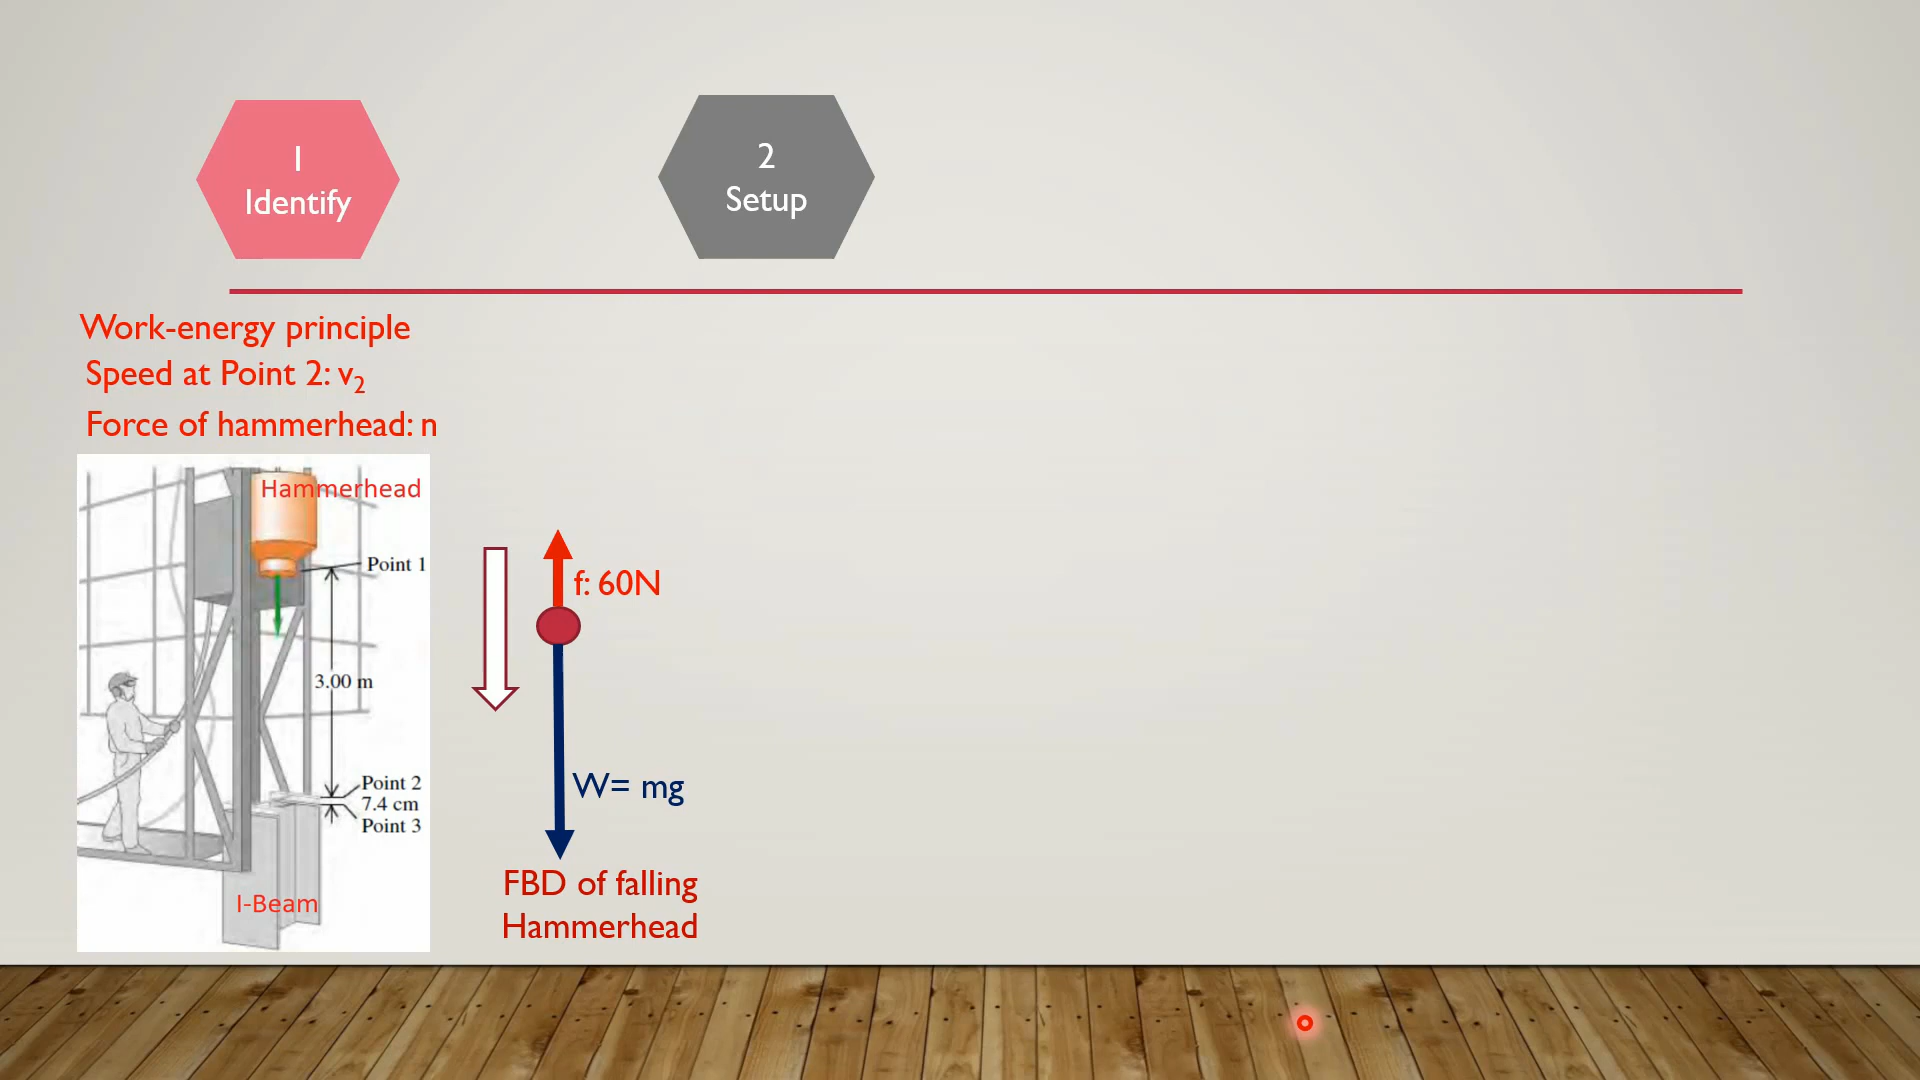 1
Identify
2
Setup
Work-energy principle
Speed at Point 2: v₂
Force of hammerhead: n
Hammerhead
Point 1
3.00 m
Point 2
7.4 cm
Point 3
I-Beam
f: 60N
W= mg
FBD of falling
Hammerhead